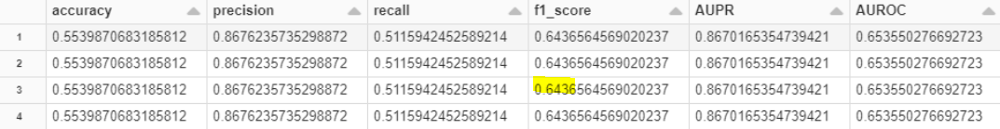 accuracy precision recall f1_score AUPR AUROC
1 0.5539870683185812 0.8676235735298872 0.5115942452589214 0.6436564569020237 0.8670165354739421 0.653550276692723
2 0.5539870683185812 0.8676235735298872 0.5115942452589214 0.6436564569020237 0.8670165354739421 0.653550276692723
3 0.5539870683185812 0.8676235735298872 0.5115942452589214 0.6436564569020237 0.8670165354739421 0.653550276692723
4 0.5539870683185812 0.8676235735298872 0.5115942452589214 0.6436564569020237 0.8670165354739421 0.653550276692723